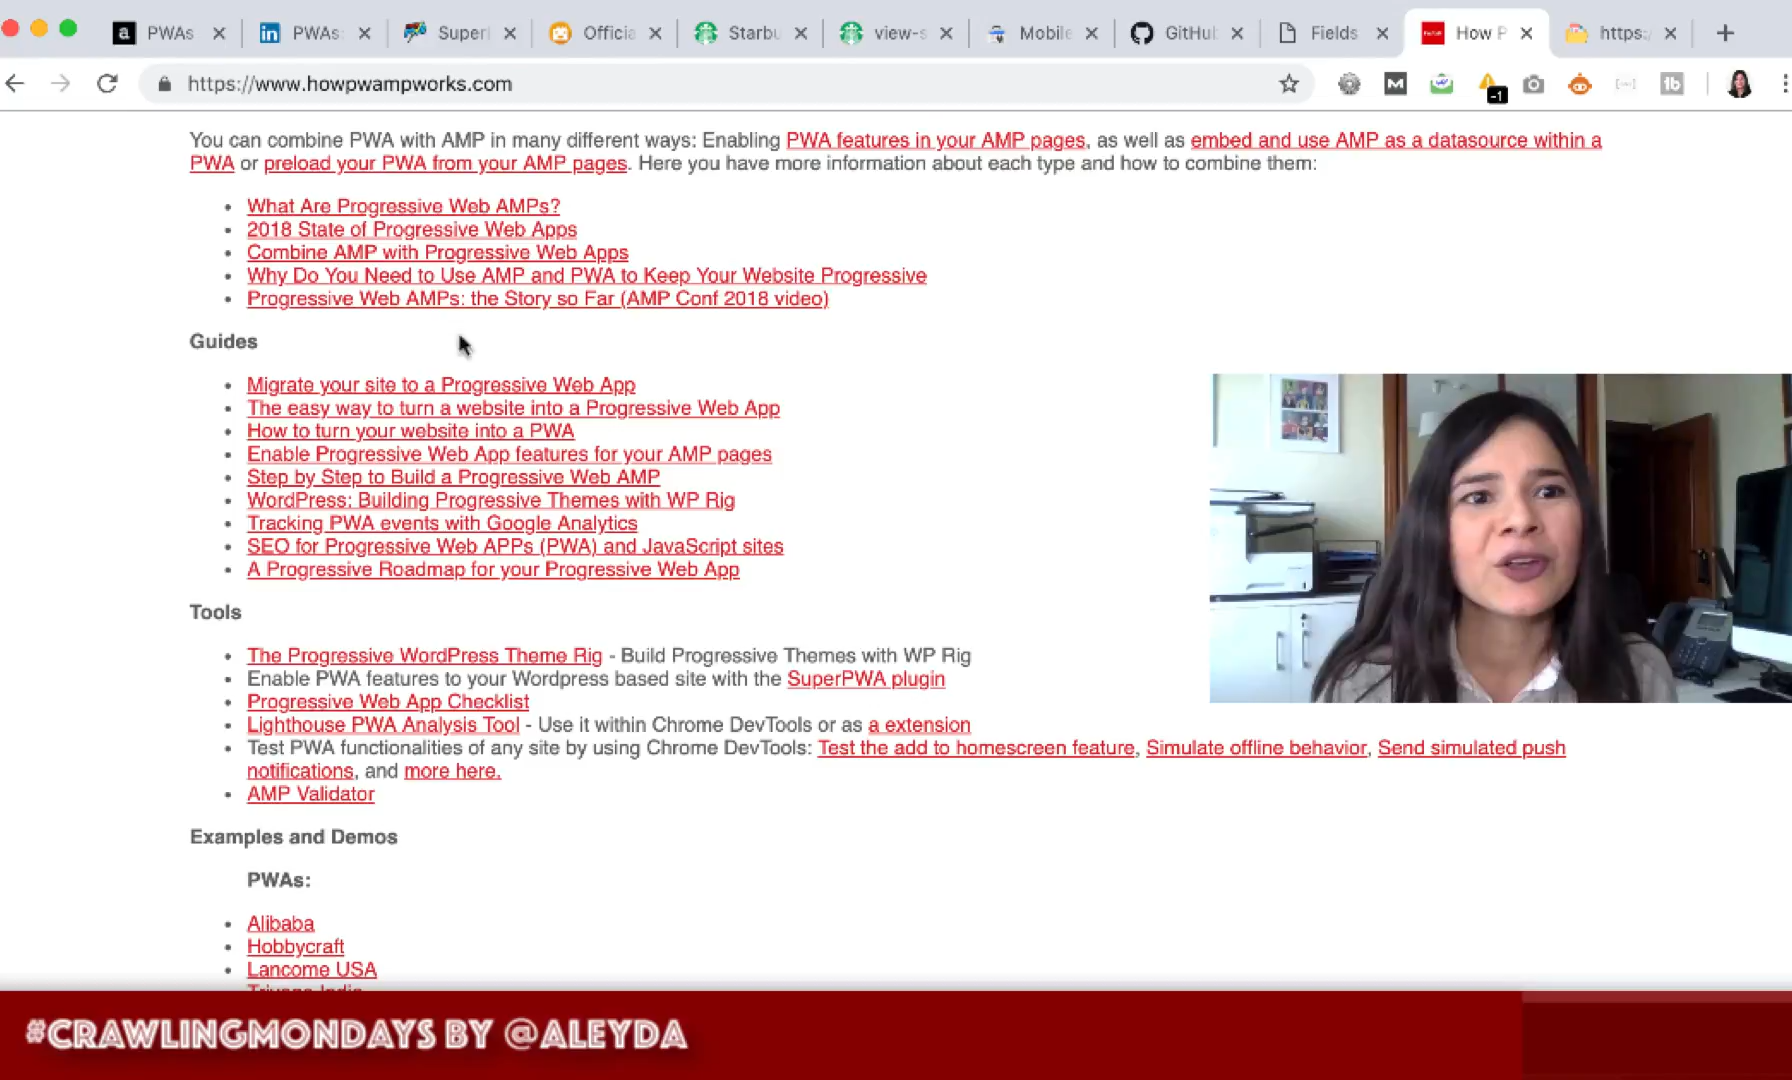 PWAs
PWAs:
Super
Officia
Starbu
view-s
Mobile
GitHub
Fields
How P
https:/
https://www.howpwampworks.com
-1
You can combine PWA with AMP in many different ways: Enabling PWA features in your AMP pages, as well as embed and use AMP as a datasource within a
PWA or preload your PWA from your AMP pages. Here you have more information about each type and how to combine them:
• What Are Progressive Web AMPs?
• 2018 State of Progressive Web Apps
• Combine AMP with Progressive Web Apps
• Why Do You Need to Use AMP and PWA to Keep Your Website Progressive
• Progressive Web AMPs: the Story so Far (AMP Conf 2018 video)
Guides
• Migrate your site to a Progressive Web App
• The easy way to turn a website into a Progressive Web App
• How to turn your website into a PWA
• Enable Progressive Web App features for your AMP pages
• Step by Step to Build a Progressive Web AMP
• WordPress: Building Progressive Themes with WP Rig
• Tracking PWA events with Google Analytics
• SEO for Progressive Web APPs (PWA) and JavaScript sites
• A Progressive Roadmap for your Progressive Web App
Tools
• The Progressive WordPress Theme Rig - Build Progressive Themes with WP Rig
• Enable PWA features to your Wordpress based site with the SuperPWA plugin
• Progressive Web App Checklist
• Lighthouse PWA Analysis Tool - Use it within Chrome DevTools or as a extension
• Test PWA functionalities of any site by using Chrome DevTools: Test the add to homescreen feature, Simulate offline behavior, Send simulated push
notifications, and more here.
• AMP Validator
Examples and Demos
PWAs:
• Alibaba
• Hobbycraft
• Lancome USA
#CRAWLINGMONDAYS BY @ALEYDA